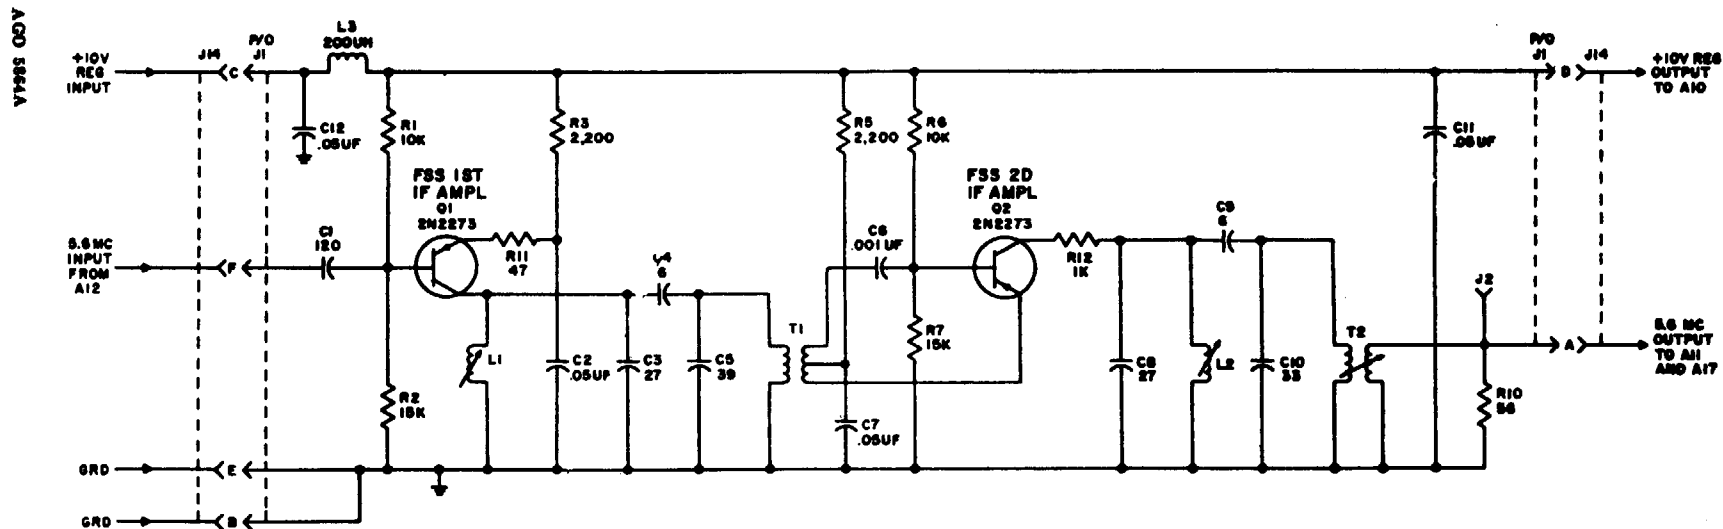 AGO 5864A
+10V
REG
INPUT
J14
C
P/O
J1
L3
200UH
C12
.05UF
R1
10K
R3
2,200
R5
2,200
R6
10K
C11
.05UF
P/O
J1
B
J14
+10V REG
OUTPUT
TO A10
FSS 1ST
IF AMPL
Q1
2N2273
FSS 2D
IF AMPL
Q2
2N2273
5.6 MC
INPUT
FROM
A12
F
C1
120
R11
47
C4
6
C6
.001 UF
R12
1K
C9
6
J2
T1
R7
15K
T2
L1
C2
.05UF
C3
27
C5
39
C8
27
L2
C10
33
A
5.6 MC
OUTPUT
TO A11
AND A17
R2
15K
C7
.05UF
R10
56
GRD
E
GRD
B